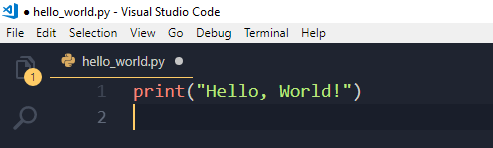 ● hello_world.py - Visual Studio Code
File Edit Selection View Go Debug Terminal Help
hello_world.py ●
1
1 print("Hello, World!")
2